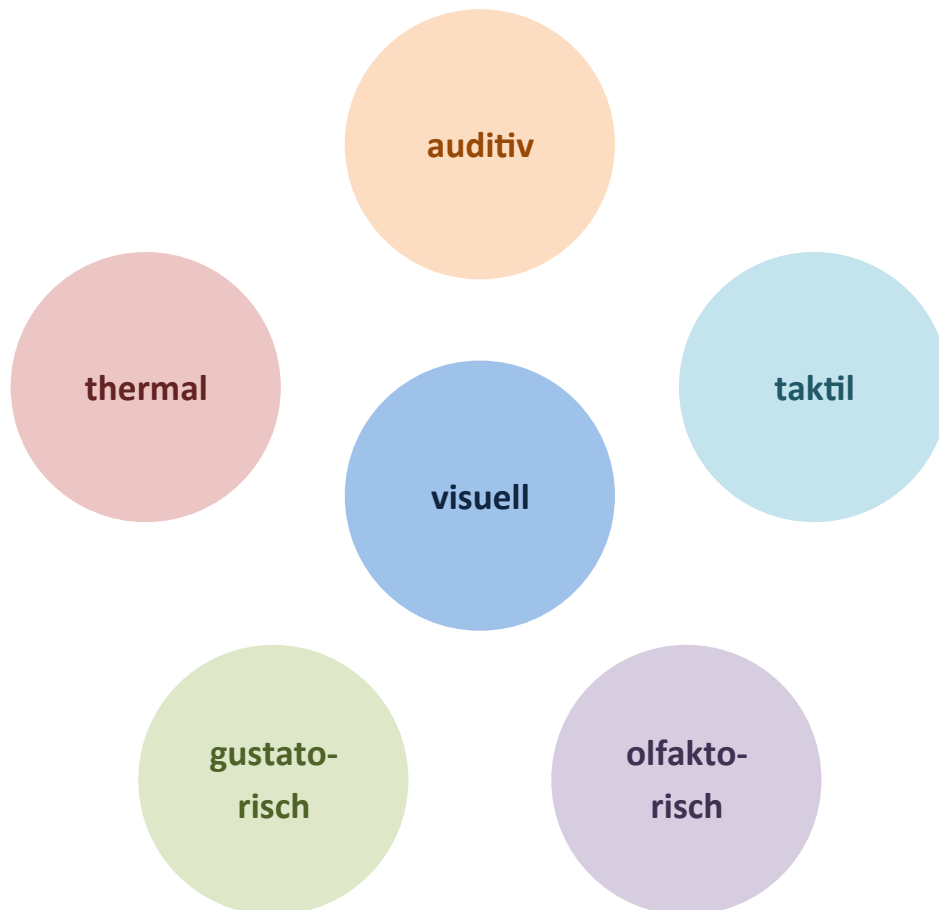 auditiv
thermal
taktil
visuell
gustato-
risch
olfakto-
risch